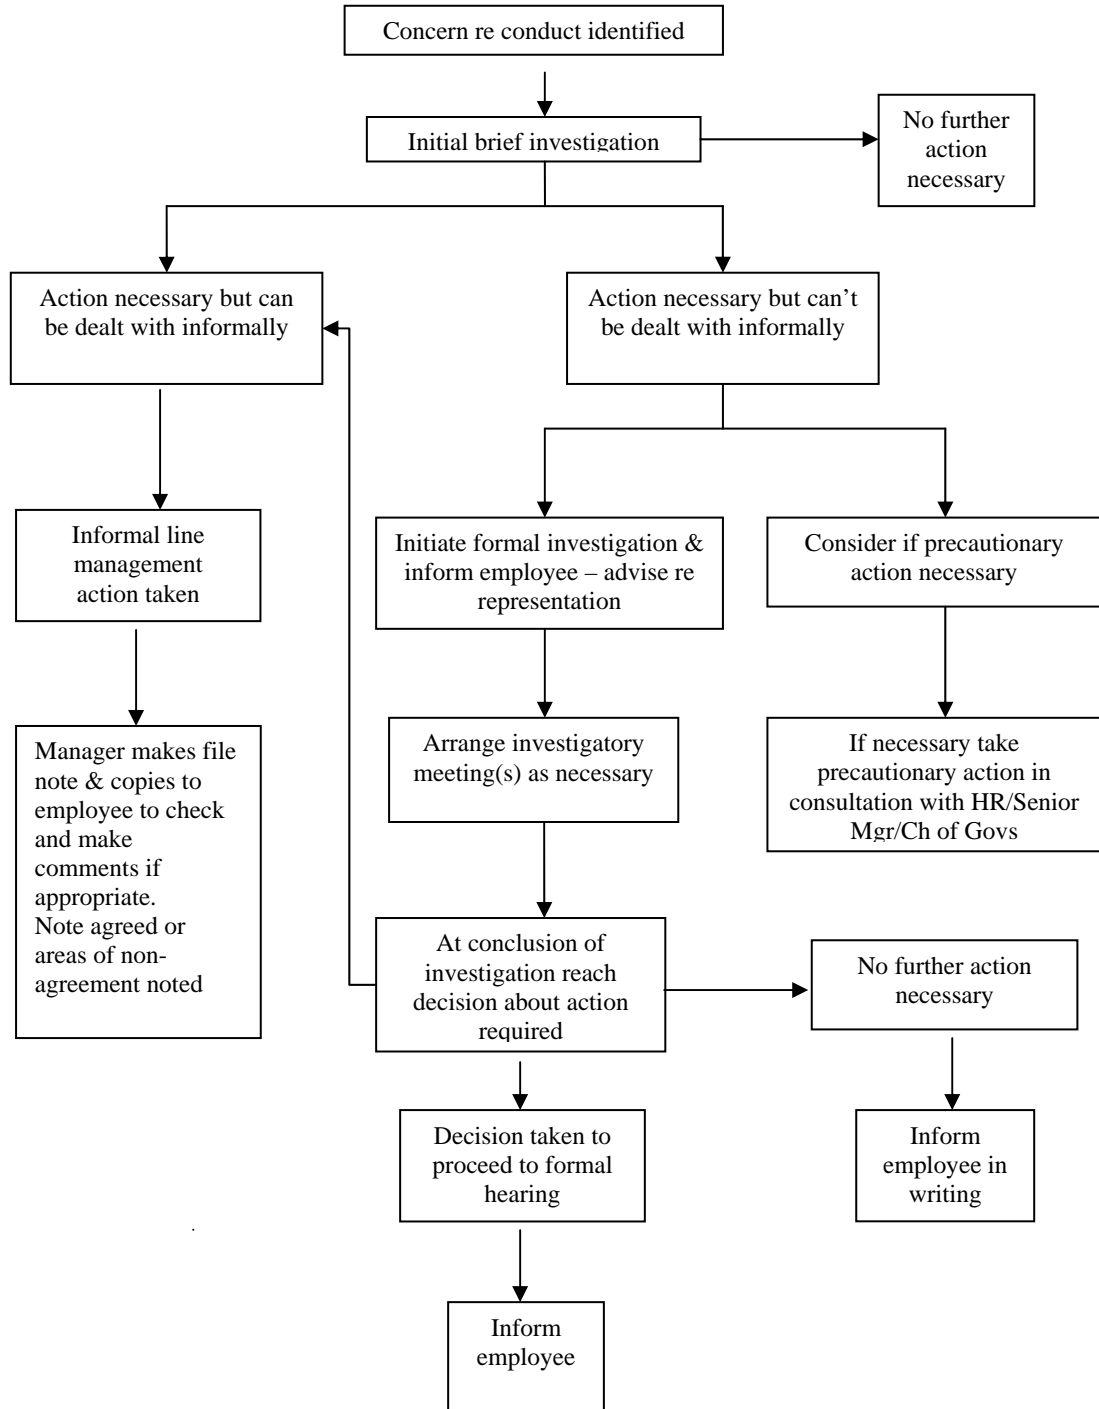 Concern re conduct identified
Initial brief investigation
No further
action
necessary
Action necessary but can
be dealt with informally
Action necessary but can’t
be dealt with informally
Informal line
management
action taken
Initiate formal investigation &
inform employee – advise re
representation
Consider if precautionary
action necessary
Manager makes file
note & copies to
employee to check
and make
comments if
appropriate.
Note agreed or
areas of non-
agreement noted
Arrange investigatory
meeting(s) as necessary
If necessary take
precautionary action in
consultation with HR/Senior
Mgr/Ch of Govs
At conclusion of
investigation reach
decision about action
required
No further action
necessary
Decision taken to
proceed to formal
hearing
Inform
employee in
writing
Inform
employee